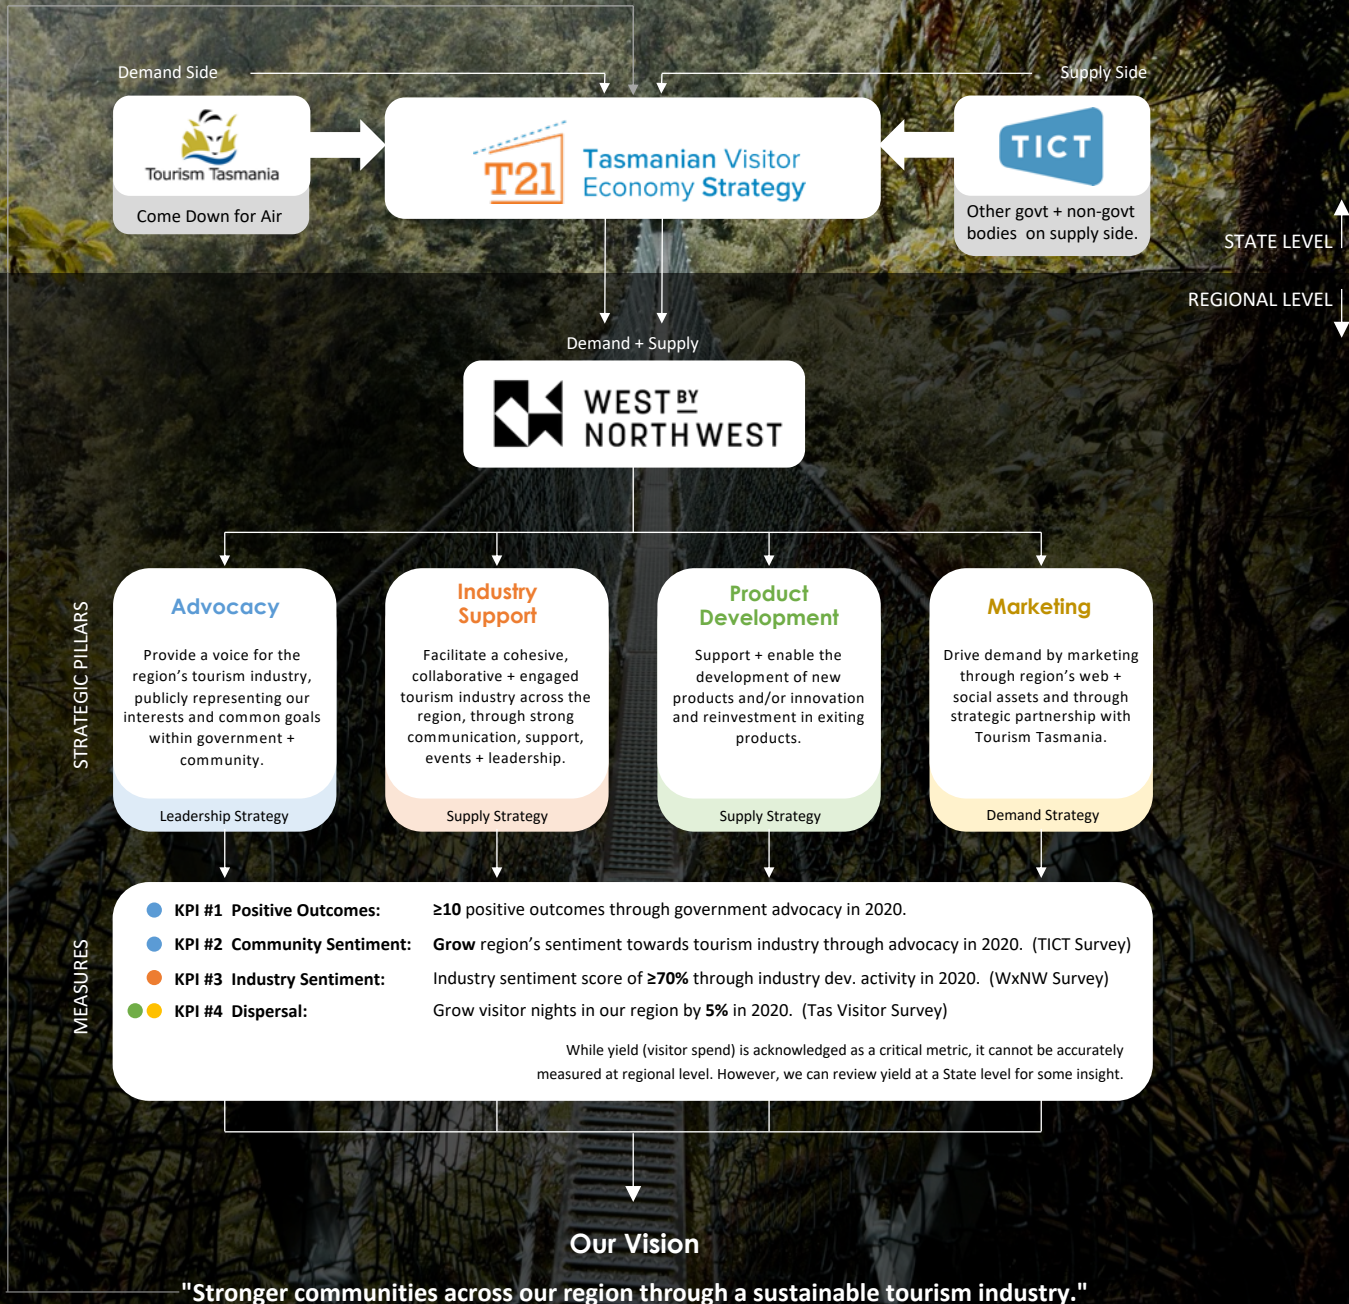 Demand Side
Supply Side
Tourism Tasmania
Come Down for Air
T21
Tasmanian Visitor
Economy Strategy
TICT
Other govt + non-govt
bodies on supply side.
STATE LEVEL
REGIONAL LEVEL
Demand + Supply
WEST BY
NORTH WEST
STRATEGIC PILLARS
Advocacy
Provide a voice for the
region's tourism industry,
publicly representing our
interests and common goals
within government +
community.
Leadership Strategy
Industry
Support
Facilitate a cohesive,
collaborative + engaged
tourism industry across the
region, through strong
communication, support,
events + leadership.
Supply Strategy
Product
Development
Support + enable the
development of new
products and/or innovation
and reinvestment in exiting
products.
Supply Strategy
Marketing
Drive demand by marketing
through region's web +
social assets and through
strategic partnership with
Tourism Tasmania.
Demand Strategy
MEASURES
KPI #1 Positive Outcomes: ≥10 positive outcomes through government advocacy in 2020.
KPI #2 Community Sentiment: Grow region's sentiment towards tourism industry through advocacy in 2020. (TICT Survey)
KPI #3 Industry Sentiment: Industry sentiment score of ≥70% through industry dev. activity in 2020. (WxNW Survey)
KPI #4 Dispersal: Grow visitor nights in our region by 5% in 2020. (Tas Visitor Survey)
While yield (visitor spend) is acknowledged as a critical metric, it cannot be accurately
measured at regional level. However, we can review yield at a State level for some insight.
Our Vision
"Stronger communities across our region through a sustainable tourism industry."